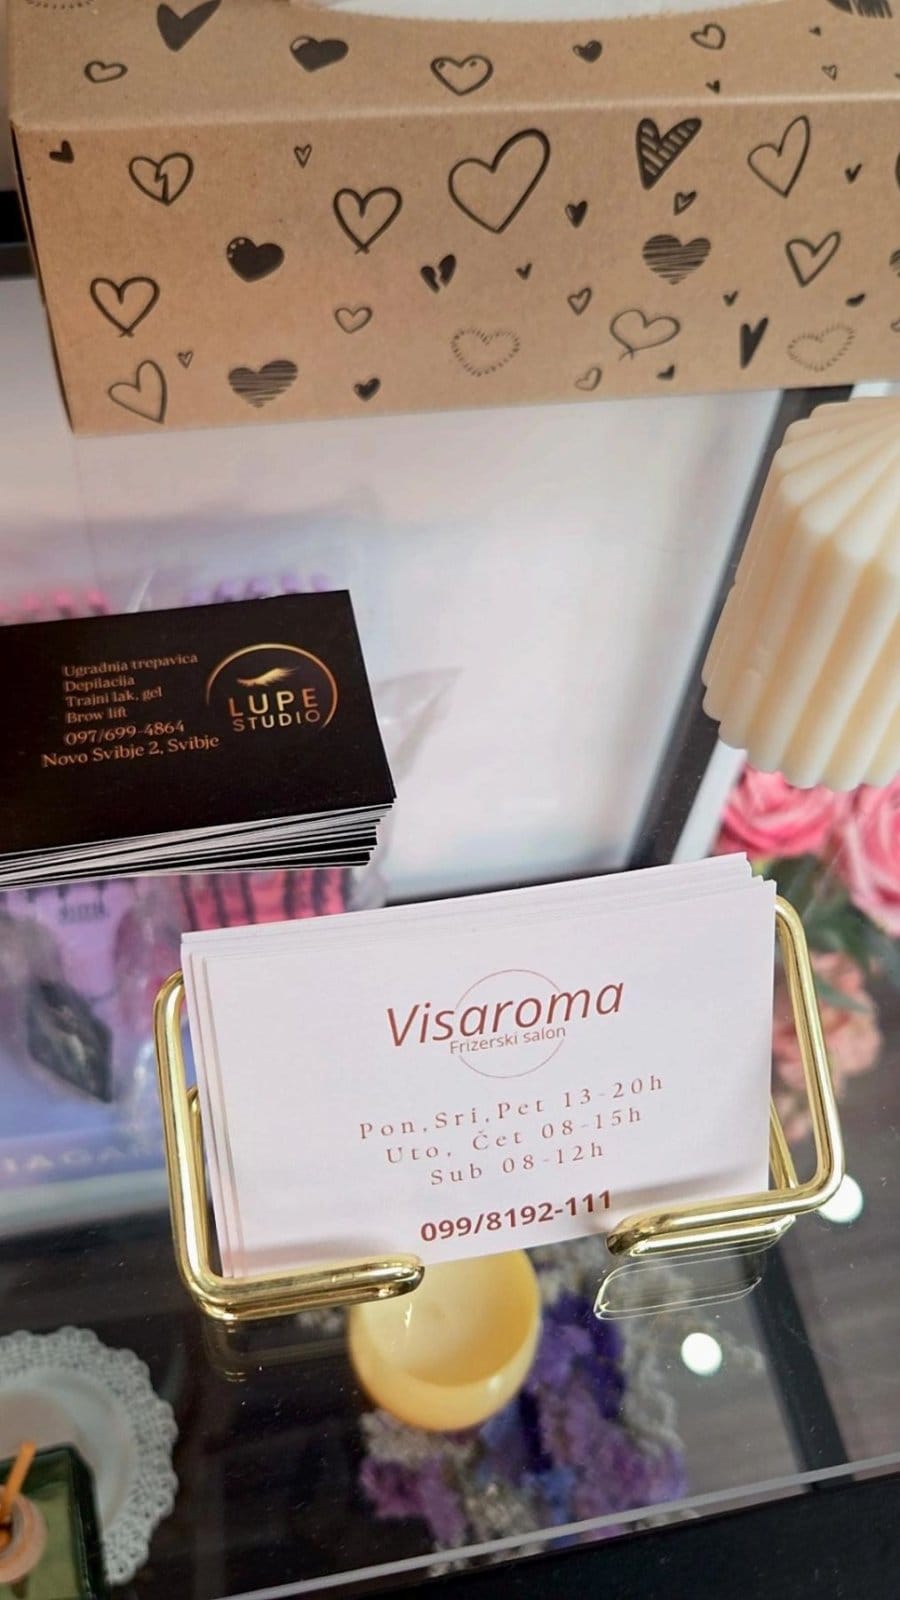 Ugradnja trepavica
Depilacija
Trajni lak, gel
Brow lift
097/699-4864
Novo Svibje 2, Svibje
LUPE
STUDIO
Visaroma
Frizerski salon
Pon,Sri,Pet 13-20h
Uto, Čet 08-15h
Sub 08-12h
099/8192-111